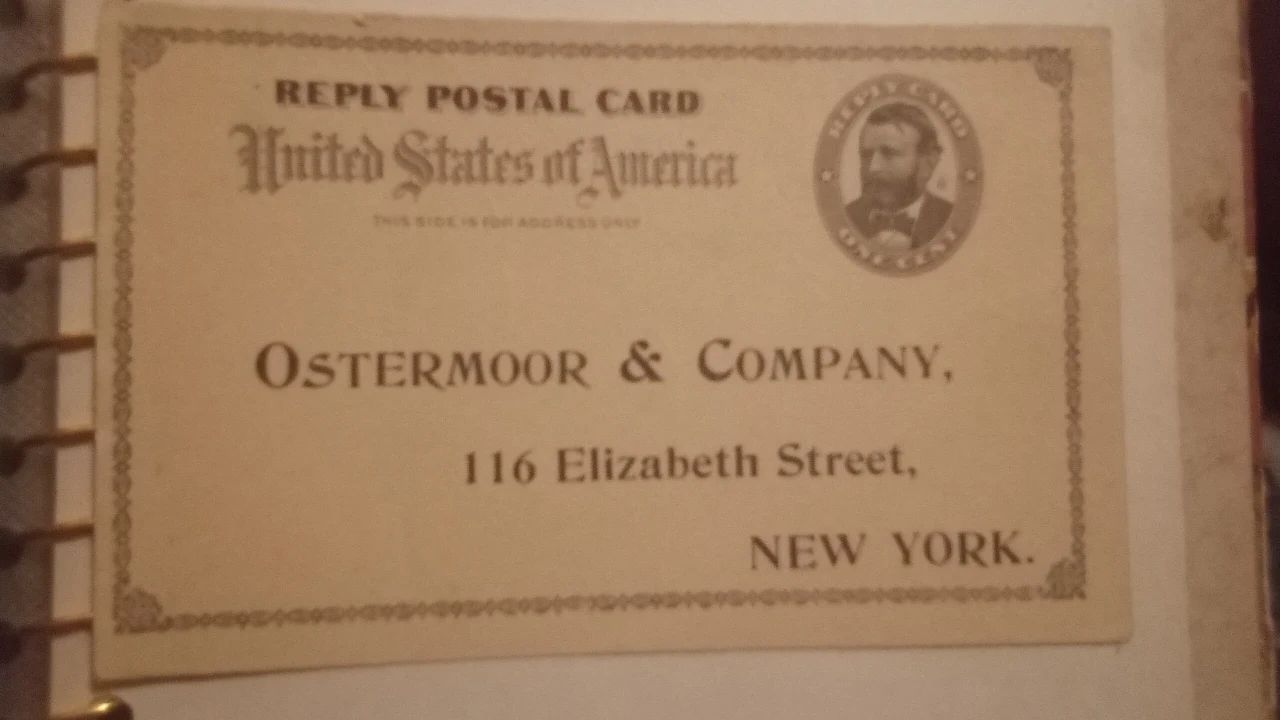 REPLY POSTAL CARD
United States of America
THIS SIDE IS FOR ADDRESS ONLY
REPLY CARD
ONE CENT
OSTERMOOR & COMPANY,
116 Elizabeth Street,
NEW YORK.